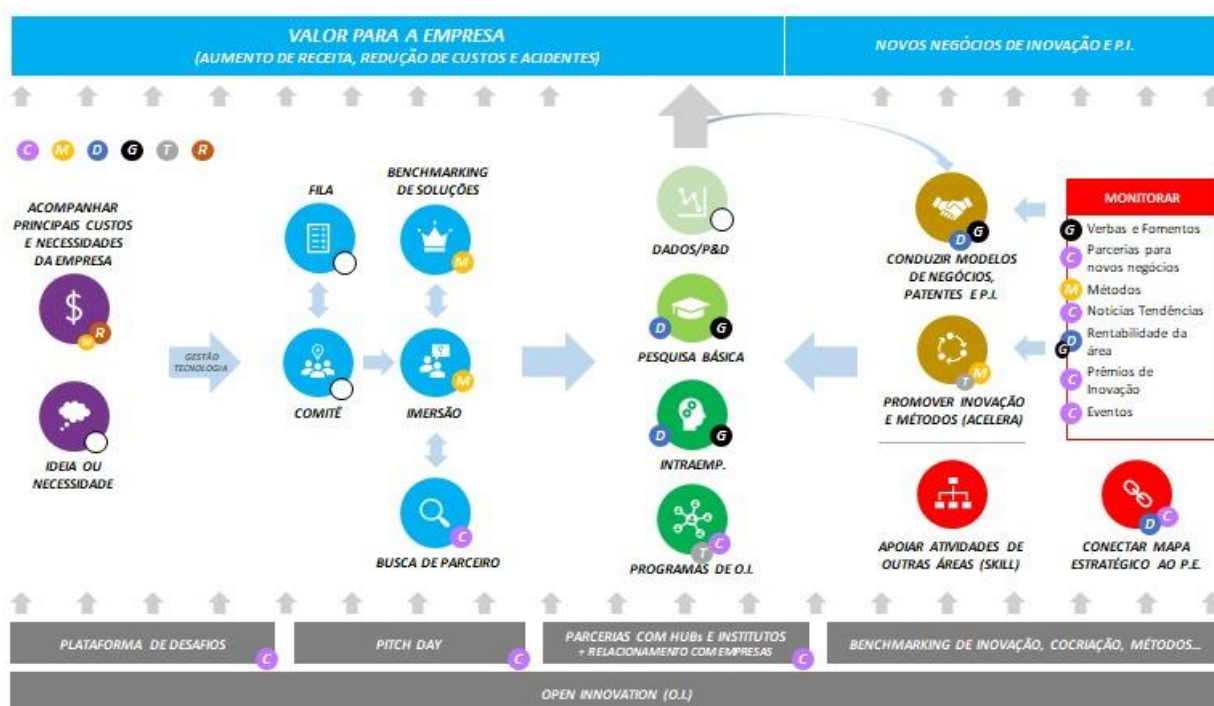 VALOR PARA A EMPRESA
(AUMENTO DE RECEITA, REDUÇÃO DE CUSTOS E ACIDENTES)
NOVOS NEGÓCIOS DE INOVAÇÃO E P.I.
C M D G T R
ACOMPANHAR
PRINCIPAIS CUSTOS
E NECESSIDADES
DA EMPRESA
$
M R
IDEIA OU
NECESSIDADE
GESTÃO
TECNOLOGIA
FILA
COMITÊ
BENCHMARKING
DE SOLUÇÕES
M
IMERSÃO
M
BUSCA DE PARCEIRO
C
DADOS/P&D
PESQUISA BÁSICA
D G
INTRAEMP.
D G
PROGRAMAS DE O.I.
T C
CONDUZIR MODELOS
DE NEGÓCIOS,
PATENTES E P.I.
D G
PROMOVER INOVAÇÃO
E MÉTODOS (ACELERA)
T M
APOIAR ATIVIDADES DE
OUTRAS ÁREAS (SKILL)
MONITORAR
G Verbas e Fomentos
C Parcerias para
novos negócios
M Métodos
C Notícias Tendências
G D Rentabilidade da
área
C Prêmios de
Inovação
C Eventos
CONECTAR MAPA
ESTRATÉGICO AO P.E.
D C
PLATAFORMA DE DESAFIOS
C
PITCH DAY
C
PARCERIAS COM HUBs E INSTITUTOS
+ RELACIONAMENTO COM EMPRESAS
C
BENCHMARKING DE INOVAÇÃO, COCRIAÇÃO, MÉTODOS...
OPEN INNOVATION (O.I.)